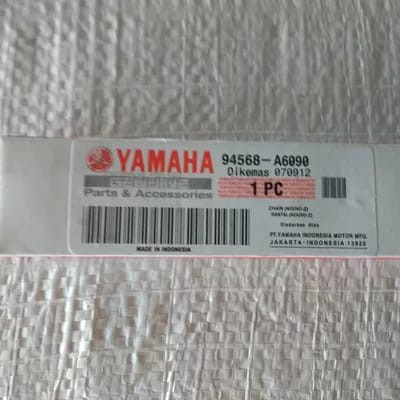 YAMAHA
GENUINE
Parts & Accessories
94568-A6090
Dikemas 070912
1 PC
CHAIN (NOUVO-Z)
RANTAI (NOUVO-Z)
Diedarkan Oleh
PT.YAMAHA INDONESIA MOTOR MFG.
JAKARTA-INDONESIA 13920
MADE IN INDONESIA